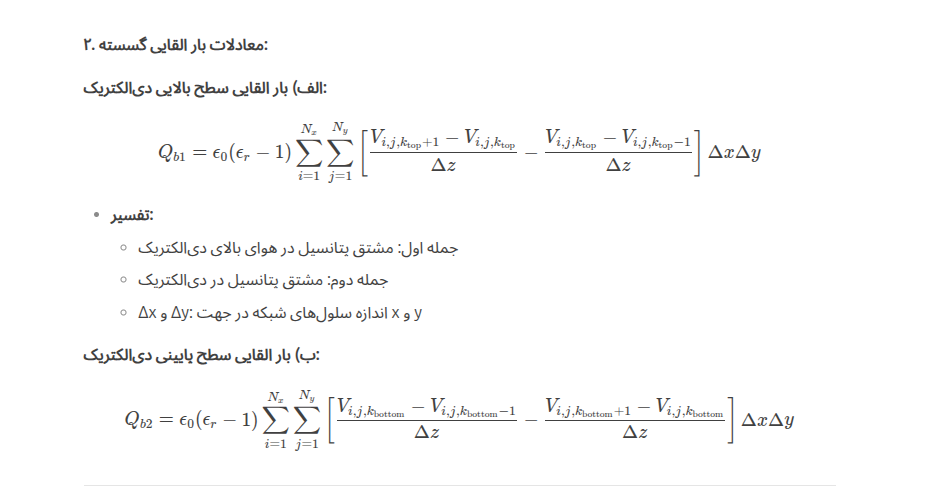 ۲. معادلات بار القایی گسسته:
الف) بار القایی سطح بالایی دی‌الکتریک:
$Q_{b1} = \epsilon_0(\epsilon_r - 1) \sum_{i=1}^{N_x} \sum_{j=1}^{N_y} \left[ \frac{V_{i,j,k_{\text{top}}+1} - V_{i,j,k_{\text{top}}}}{\Delta z} - \frac{V_{i,j,k_{\text{top}}} - V_{i,j,k_{\text{top}}-1}}{\Delta z} \right] \Delta x \Delta y$
تفسیر:
جمله اول: مشتق پتانسیل در هوای بالای دی‌الکتریک
جمله دوم: مشتق پتانسیل در دی‌الکتریک
Δx و Δy: اندازه سلول‌های شبکه در جهت x و y
ب) بار القایی سطح پایینی دی‌الکتریک:
$Q_{b2} = \epsilon_0(\epsilon_r - 1) \sum_{i=1}^{N_x} \sum_{j=1}^{N_y} \left[ \frac{V_{i,j,k_{\text{bottom}}} - V_{i,j,k_{\text{bottom}}-1}}{\Delta z} - \frac{V_{i,j,k_{\text{bottom}}+1} - V_{i,j,k_{\text{bottom}}}}{\Delta z} \right] \Delta x \Delta y$